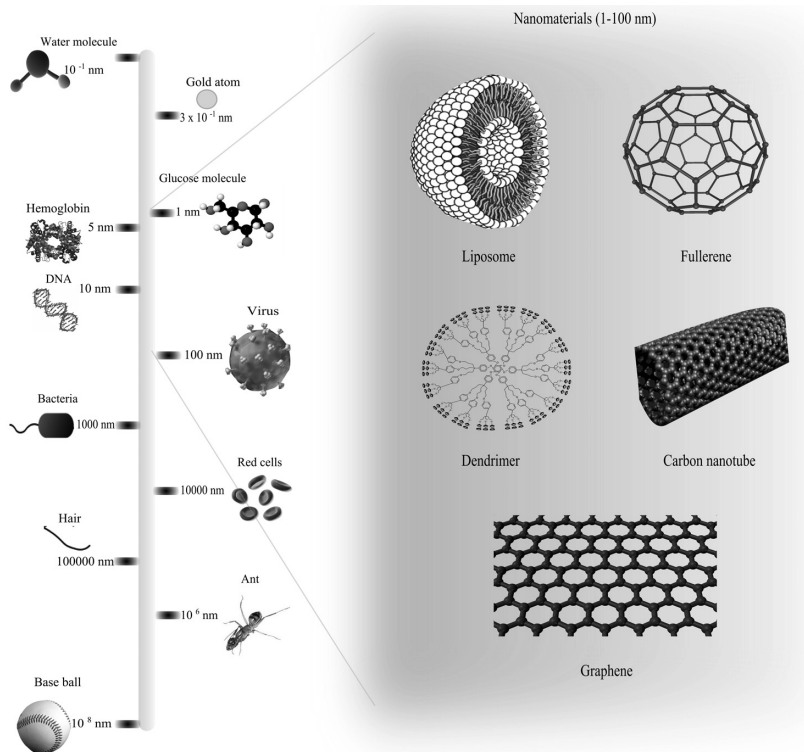 Nanomaterials (1-100 nm)
Water molecule
10 ⁻¹ nm
Gold atom
3 x 10 ⁻¹ nm
Glucose molecule
1 nm
Hemoglobin
5 nm
DNA
10 nm
Virus
100 nm
Bacteria
1000 nm
Red cells
10000 nm
Hair
100000 nm
Ant
10 ⁶ nm
Base ball
10 ⁸ nm
Liposome
Fullerene
Dendrimer
Carbon nanotube
Graphene